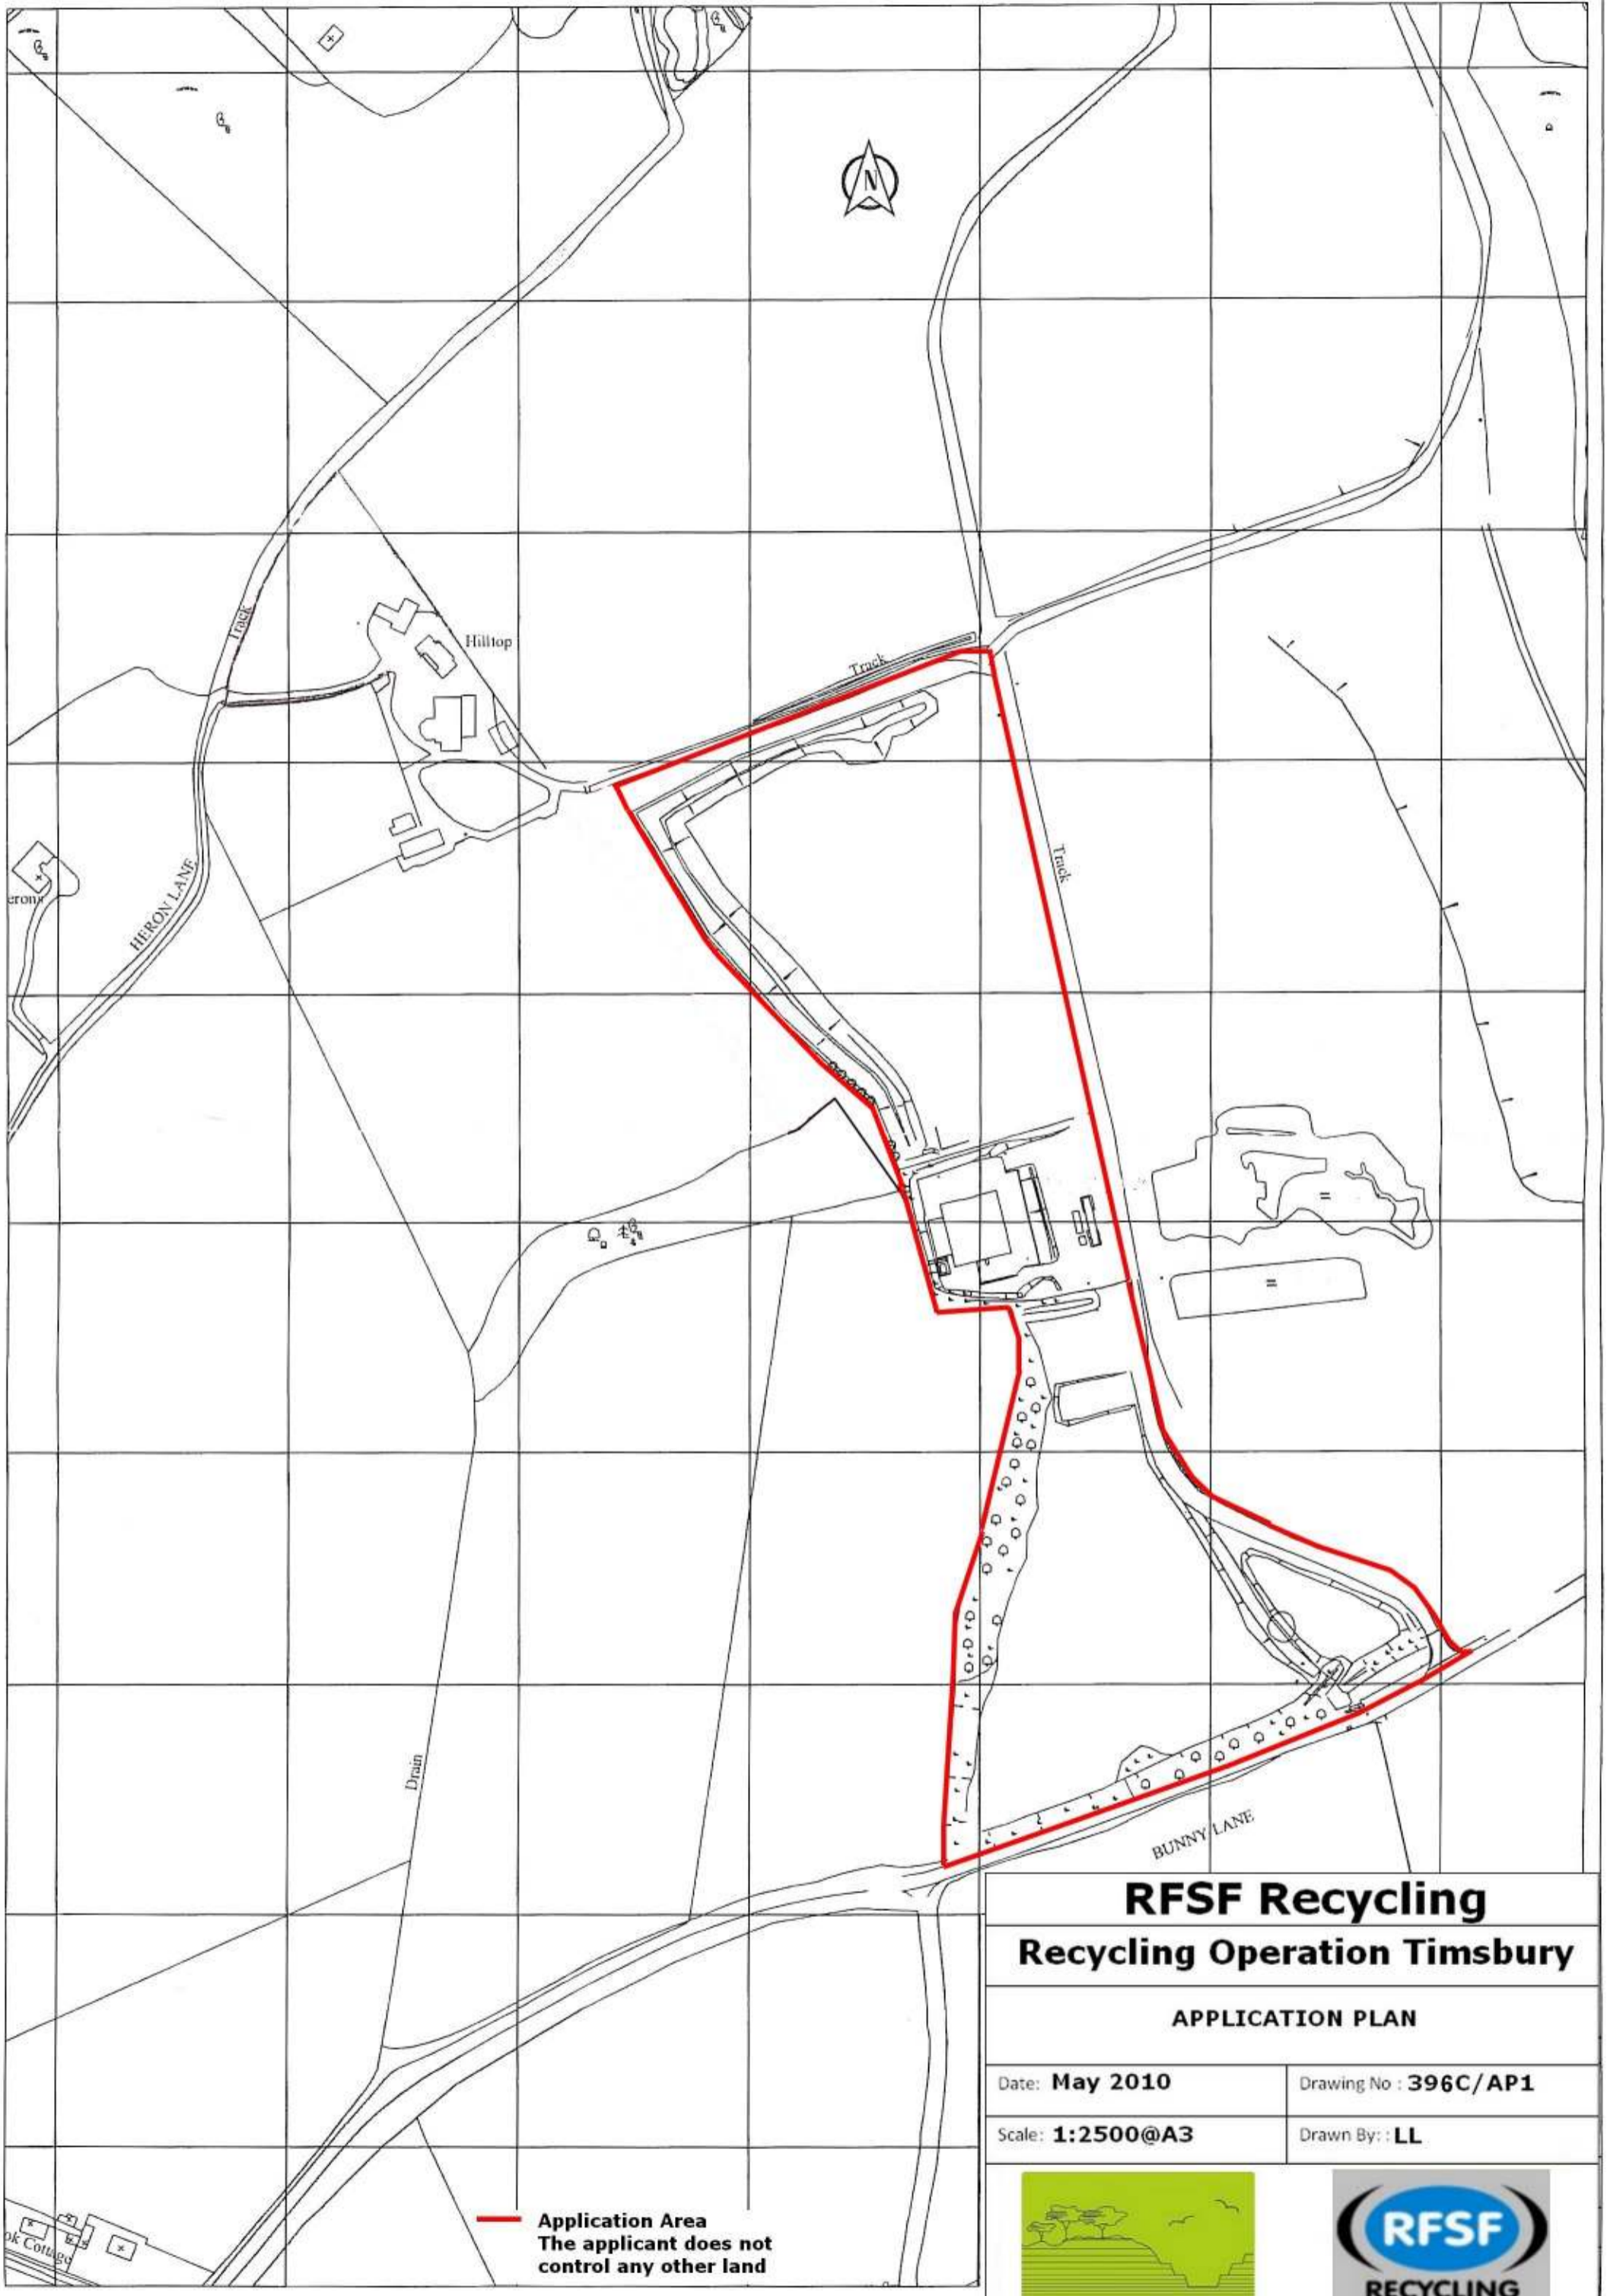 N
Track
Hilltop
Track
Track
HERON LANE
Drain
BUNNY LANE
RFSF Recycling
Recycling Operation Timsbury
APPLICATION PLAN
Date: May 2010
Drawing No : 396C/AP1
Scale: 1:2500@A3
Drawn By: : LL
Application Area
The applicant does not
control any other land
ok Cottage
RFSF
RECYCLING